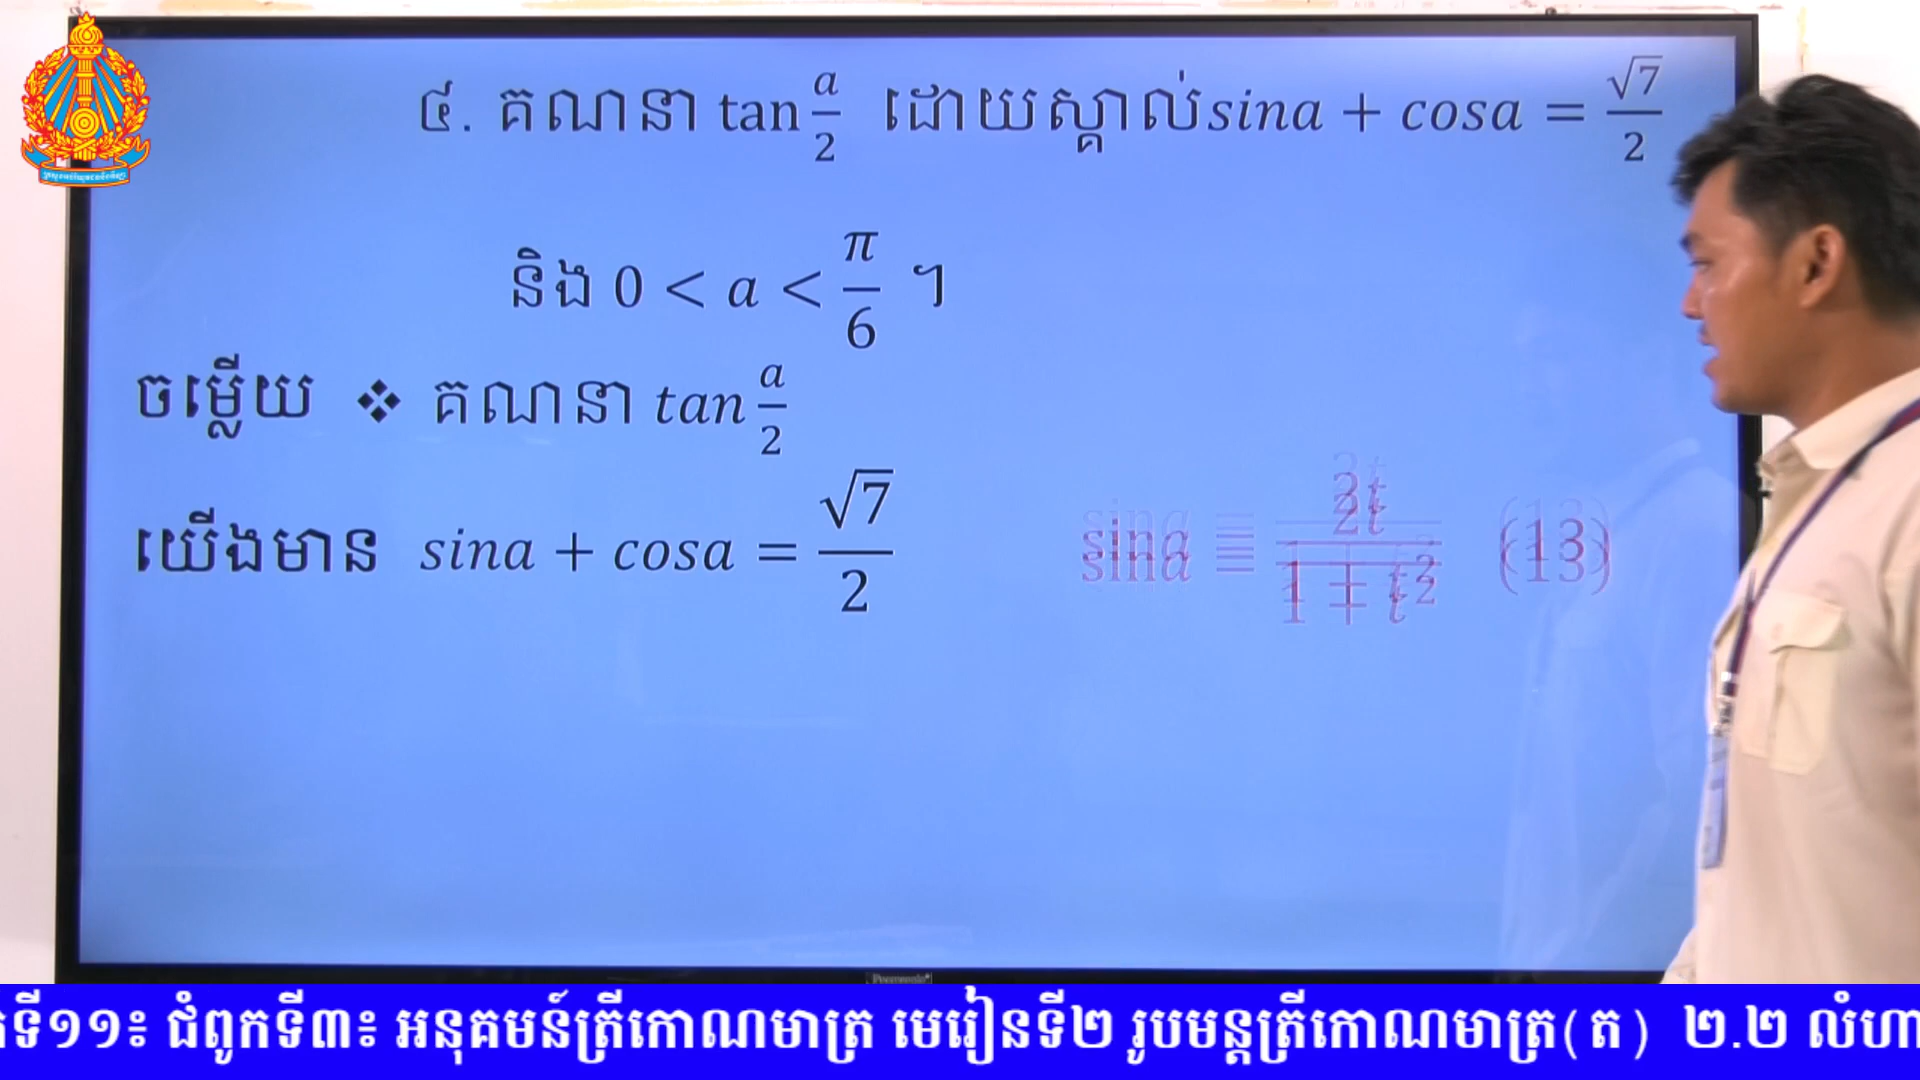 ៤. គណនា tan a/2 ដោយស្គាល់ sina + cosa = √7/2
និង 0 < a < π/6 ។
ចម្លើយ ❖ គណនា tan a/2
យើងមាន sina + cosa = √7/2
sina = 2t/(1 + t²) (13)
ទី១១៖ ជំពូកទី៣៖ អនុគមន៍ត្រីកោណមាត្រ មេរៀនទី២ រូបមន្តត្រីកោណមាត្រ(ត) ២.២ លំហា